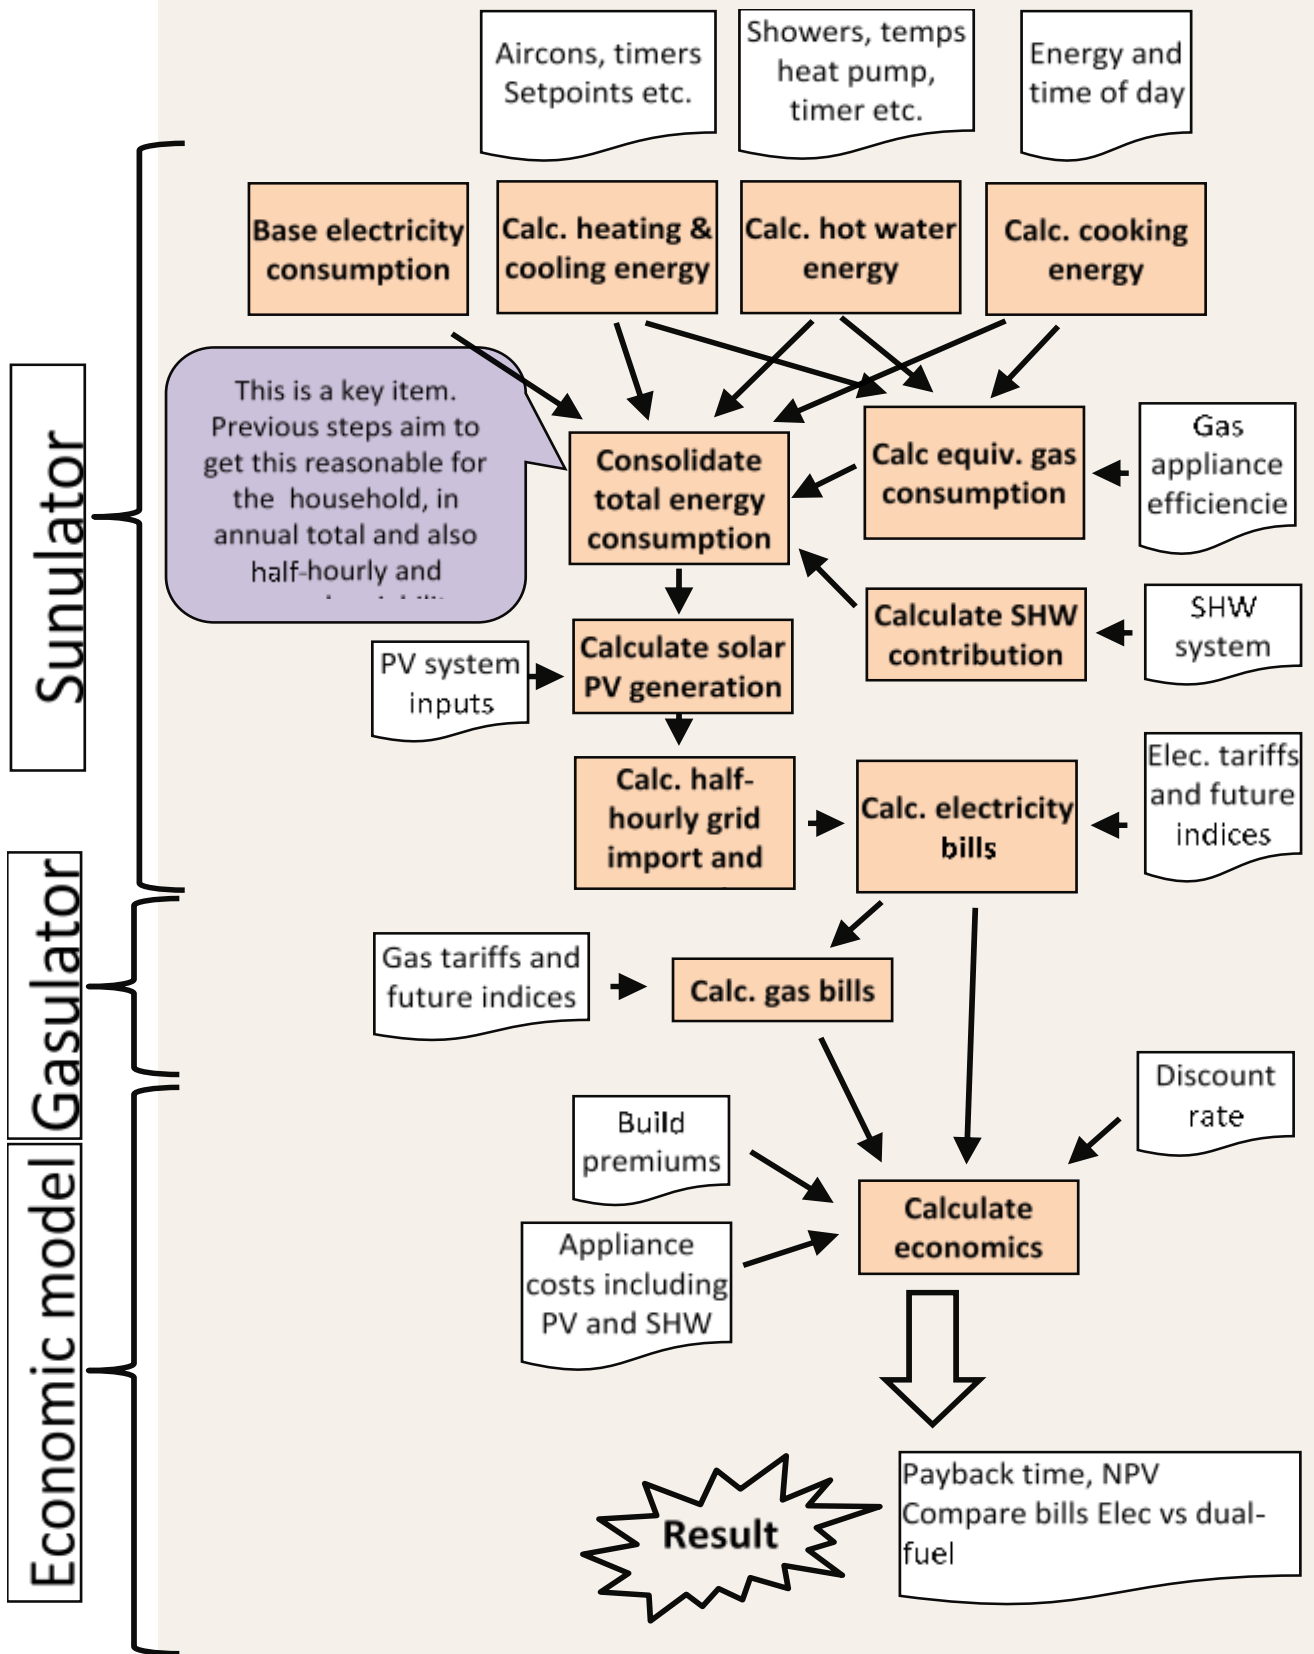 Aircons, timers
Setpoints etc.
Showers, temps
heat pump,
timer etc.
Energy and
time of day
Base electricity
consumption
Calc. heating &
cooling energy
Calc. hot water
energy
Calc. cooking
energy
Sunulator
This is a key item.
Previous steps aim to
get this reasonable for
the household, in
annual total and also
half-hourly and
Consolidate
total energy
consumption
Calc equiv. gas
consumption
Gas
appliance
efficiencie
Calculate SHW
contribution
SHW
system
PV system
inputs
Calculate solar
PV generation
Calc. half-
hourly grid
import and
Calc. electricity
bills
Elec. tariffs
and future
indices
Gasulator
Gas tariffs and
future indices
Calc. gas bills
Economic model
Discount
rate
Build
premiums
Appliance
costs including
PV and SHW
Calculate
economics
Result
Payback time, NPV
Compare bills Elec vs dual-
fuel